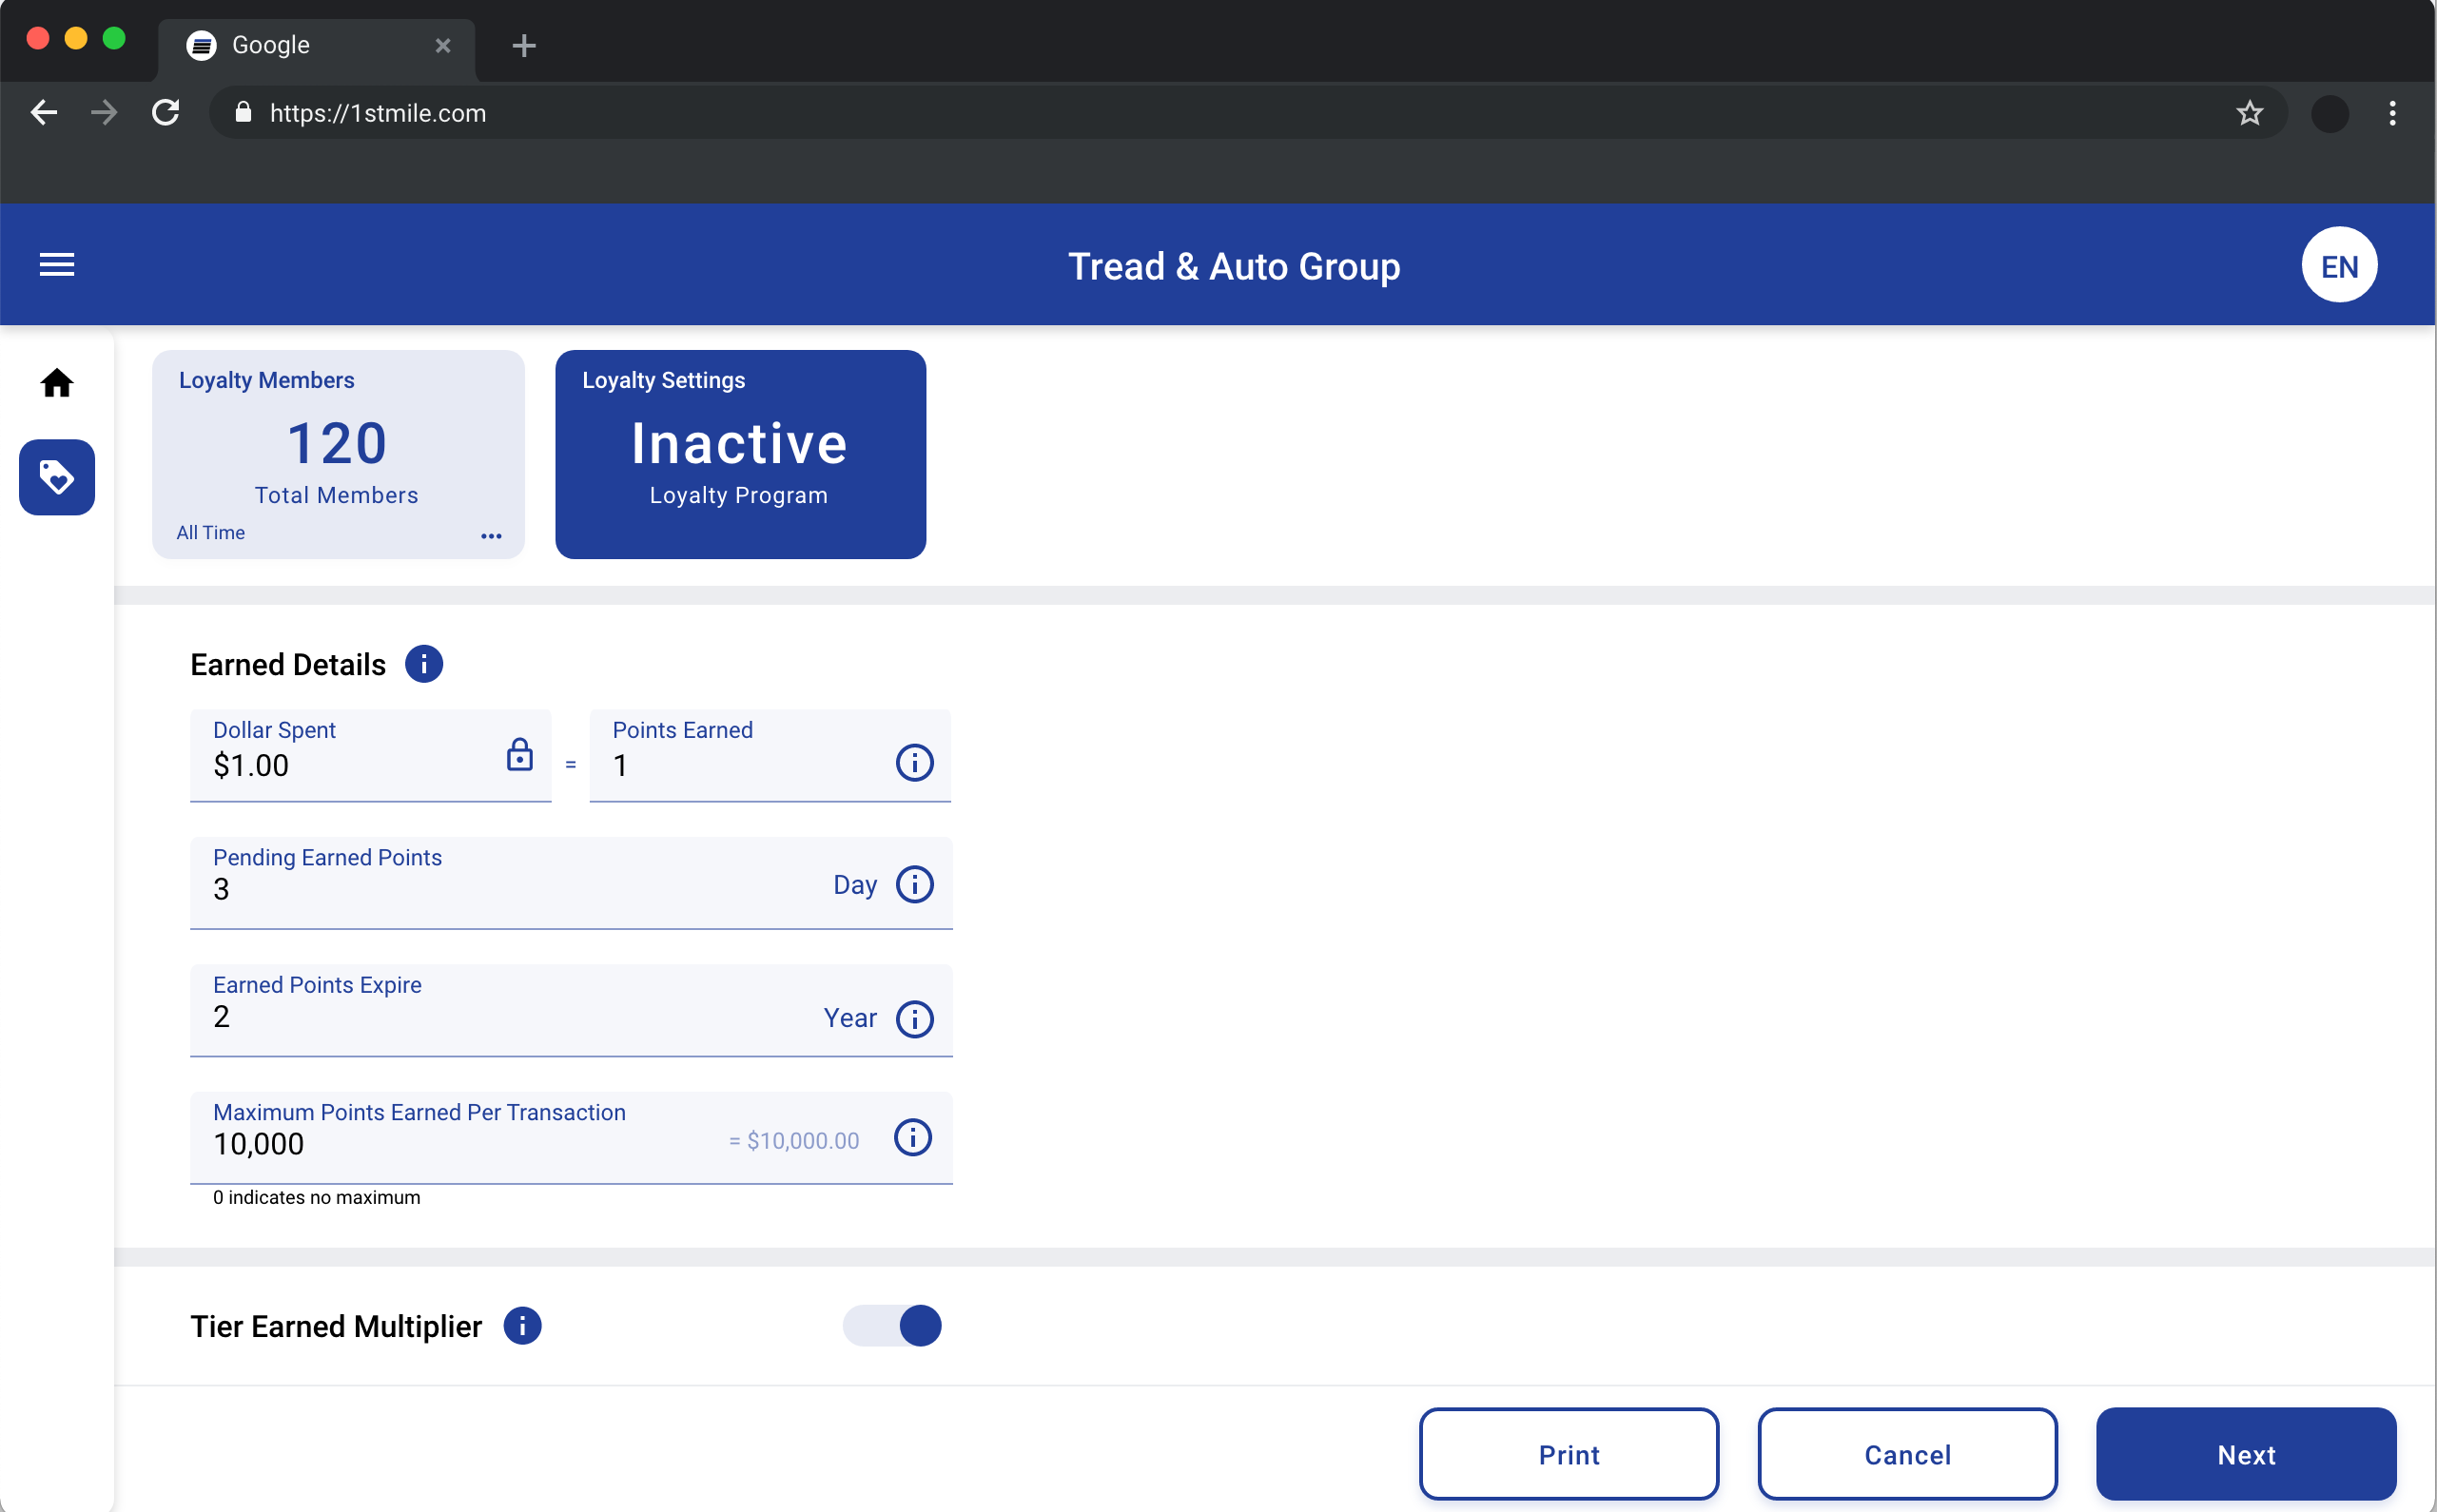 Google
https://1stmile.com
Tread & Auto Group
EN
Loyalty Members
120
Total Members
All Time
Loyalty Settings
Inactive
Loyalty Program
Earned Details
Dollar Spent
$1.00
=
Points Earned
1
Pending Earned Points
3
Day
Earned Points Expire
2
Year
Maximum Points Earned Per Transaction
10,000
= $10,000.00
0 indicates no maximum
Tier Earned Multiplier
Print
Cancel
Next